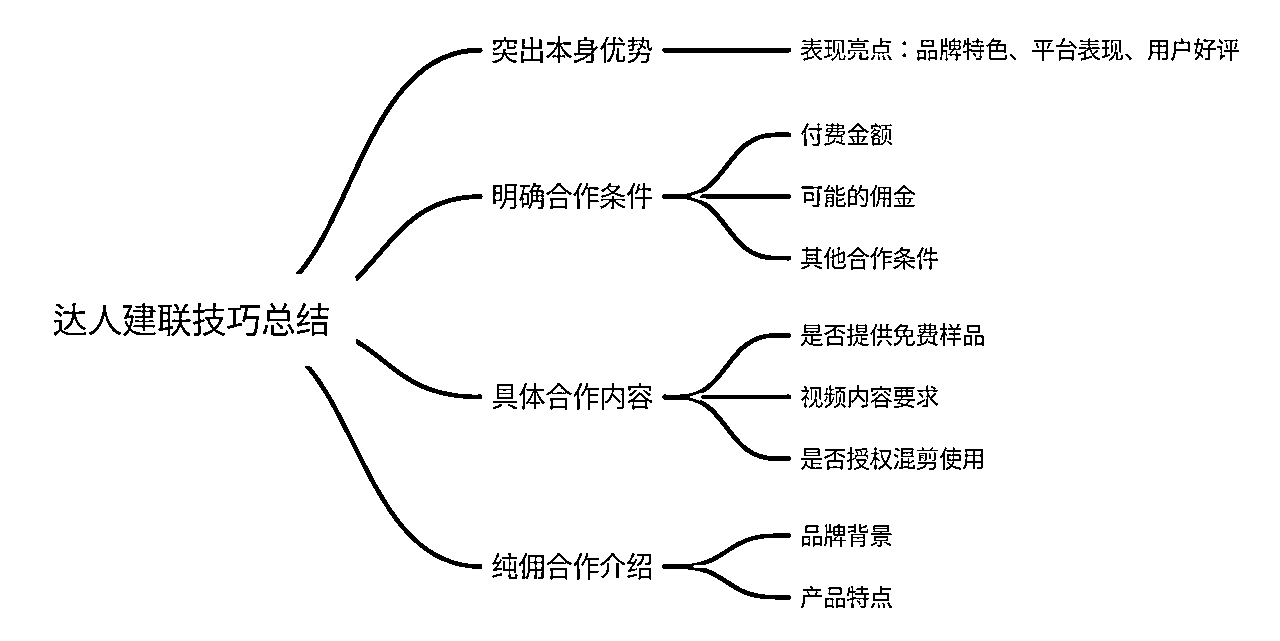 达人建联技巧总结
突出本身优势
表现亮点：品牌特色、平台表现、用户好评
明确合作条件
付费金额
可能的佣金
其他合作条件
具体合作内容
是否提供免费样品
视频内容要求
是否授权混剪使用
纯佣合作介绍
品牌背景
产品特点